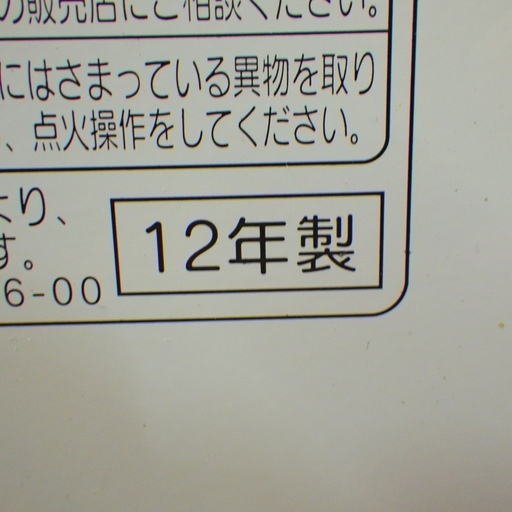 の販売店にご相談ください。
にはさまっている異物を取り
、点火操作をしてください。
より、
す。
6-00
12年製